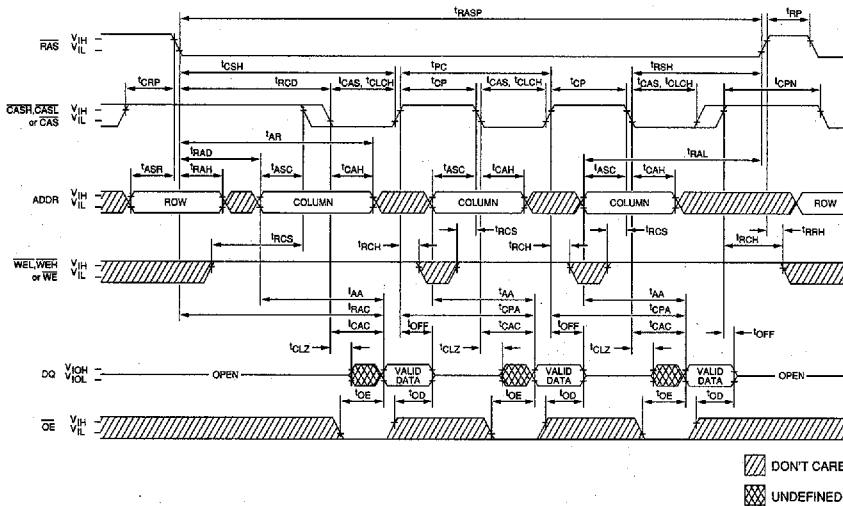 tRASP
tRP
RAS VIH
VIL
tCSH tPC tRSH
tCRP tRCD tCAS, tCLCH tCP tCAS, tCLCH tCP tCAS, tCLCH tCPN
CASH, CASL VIH
or CAS VIL
tAR
tRAD tRAL
tASR tRAH tASC tCAH tASC tCAH tASC tCAH
ADDR VIH
VIL
ROW COLUMN COLUMN COLUMN ROW
tRCS tRCH tRCS tRCH tRCS tRCH tRRH
WEL, WEH VIH
or WE VIL
tAA tAA tAA
tRAC tCPA tCPA
tCAC tOFF tCAC tOFF tCAC tOFF
tCLZ tCLZ tCLZ
DQ VIOH
VIOL
OPEN VALID DATA VALID DATA VALID DATA OPEN
tOE tOD tOE tOD tOE tOD
OE VIH
VIL
DON'T CARE
UNDEFINED